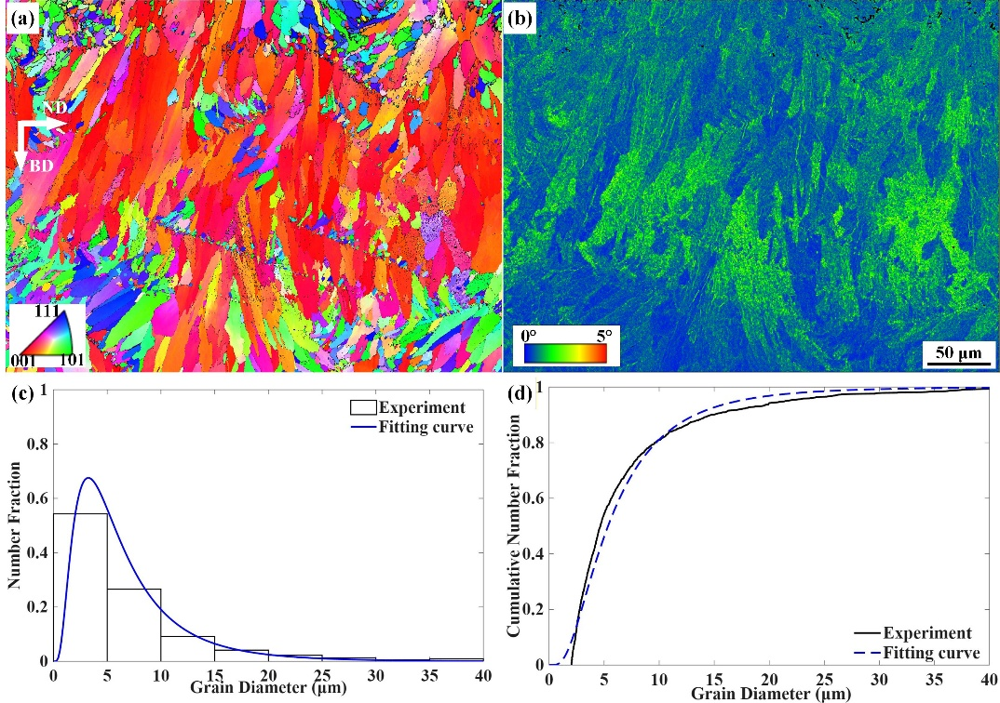 (a)
ND
BD
111
001 101
(b)
0° 5°
50 μm
(c)
1
0.8
0.6
0.4
0.2
0
0 5 10 15 20 25 30 35 40
Number Fraction
Grain Diameter (μm)
Experiment
Fitting curve
(d)
1
0.8
0.6
0.4
0.2
0
0 5 10 15 20 25 30 35 40
Cumulative Number Fraction
Grain Diameter (μm)
Experiment
Fitting curve